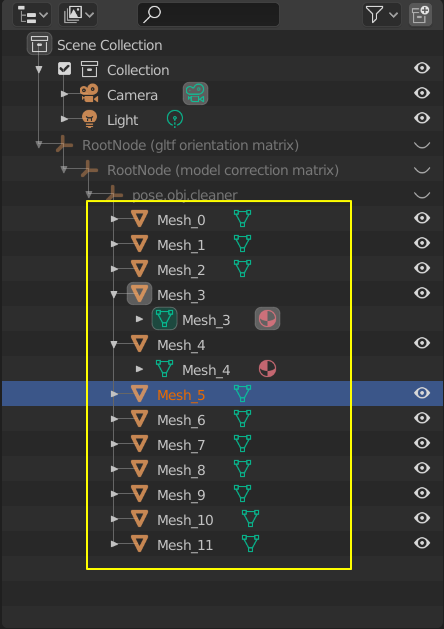 Scene Collection
Collection
Camera
Light
RootNode (gltf orientation matrix)
RootNode (model correction matrix)
pose.obj.cleaner
Mesh_0
Mesh_1
Mesh_2
Mesh_3
Mesh_3
Mesh_4
Mesh_4
Mesh_5
Mesh_6
Mesh_7
Mesh_8
Mesh_9
Mesh_10
Mesh_11